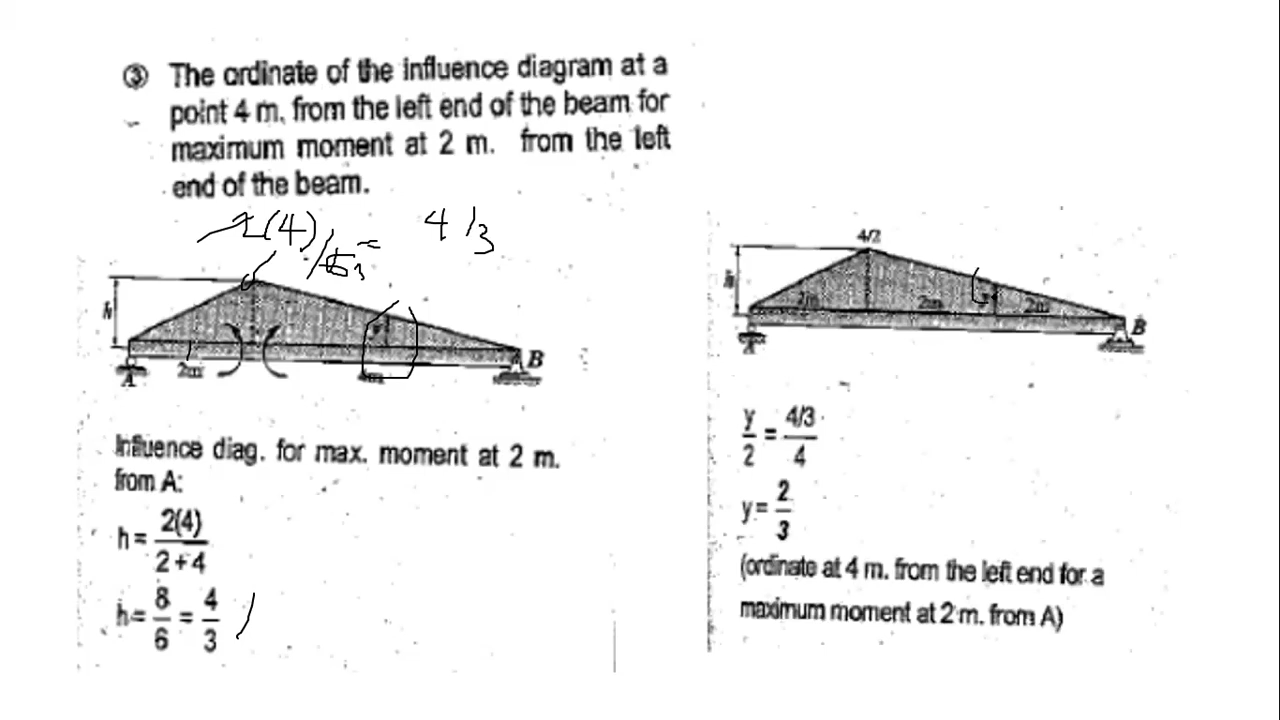 ③ The ordinate of the influence diagram at a
point 4 m. from the left end of the beam for
maximum moment at 2 m. from the left
end of the beam.
2(4)/6 3 = 4/3
h
2m
4m
A
B
Influence diag. for max. moment at 2 m.
from A:
h = 2(4) / 2 + 4
h = 8/6 = 4/3
4/2
2m
2m
2m
A
B
y/2 = 4/3 / 4
y = 2/3
(ordinate at 4 m. from the left end for a
maximum moment at 2 m. from A)